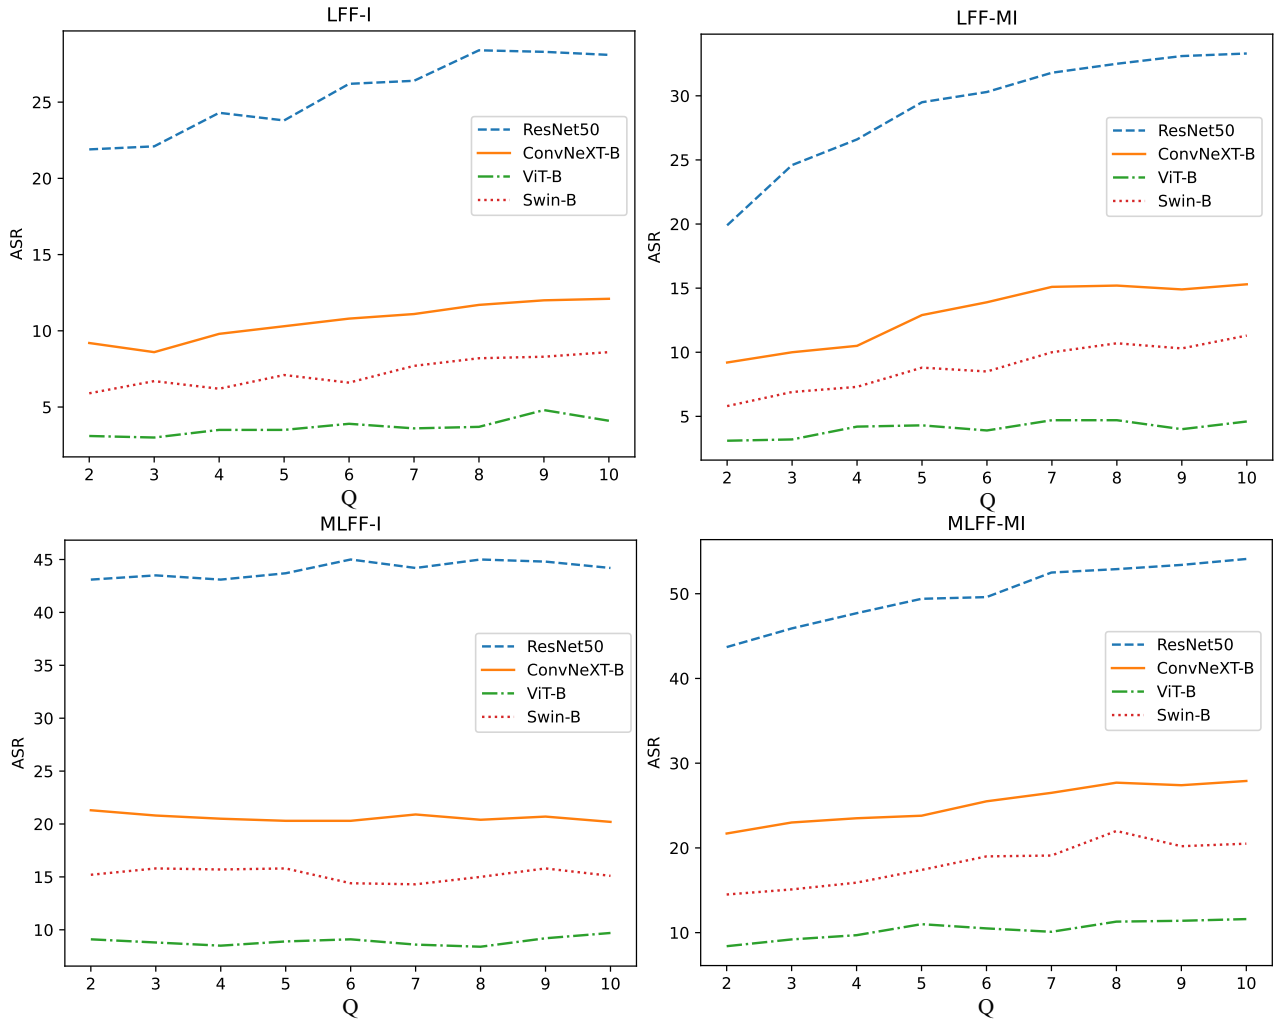 LFF-I
ASR
25
20
15
10
5
ResNet50
ConvNeXT-B
ViT-B
Swin-B
2 3 4 5 6 7 8 9 10
Q
LFF-MI
ASR
30
25
20
15
10
5
ResNet50
ConvNeXT-B
ViT-B
Swin-B
2 3 4 5 6 7 8 9 10
Q
MLFF-I
ASR
45
40
35
30
25
20
15
10
ResNet50
ConvNeXT-B
ViT-B
Swin-B
2 3 4 5 6 7 8 9 10
Q
MLFF-MI
ASR
50
40
30
20
10
ResNet50
ConvNeXT-B
ViT-B
Swin-B
2 3 4 5 6 7 8 9 10
Q